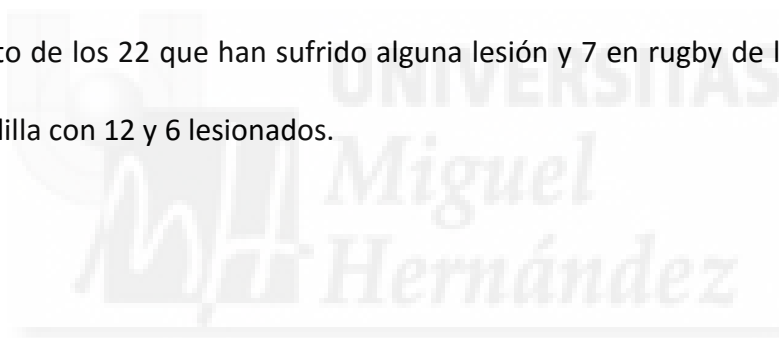 to de los 22 que han sufrido alguna lesión y 7 en rugby de l
UNIVERSITAS
lilla con 12 y 6 lesionados.
Miguel
Hernández